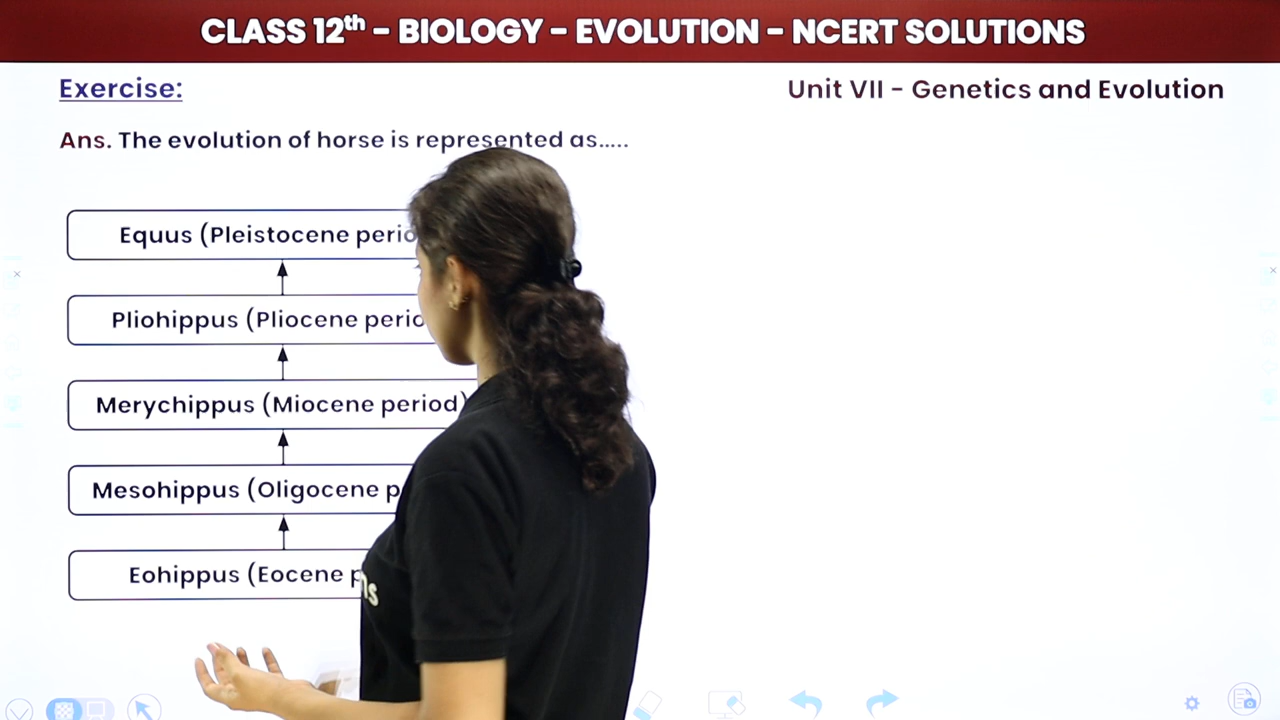 CLASS 12th - BIOLOGY - EVOLUTION - NCERT SOLUTIONS
Exercise:
Unit VII - Genetics and Evolution
Ans. The evolution of horse is represented as.....
Equus (Pleistocene perio
Pliohippus (Pliocene perio
Merychippus (Miocene period)
Mesohippus (Oligocene p
Eohippus (Eocene p
ns